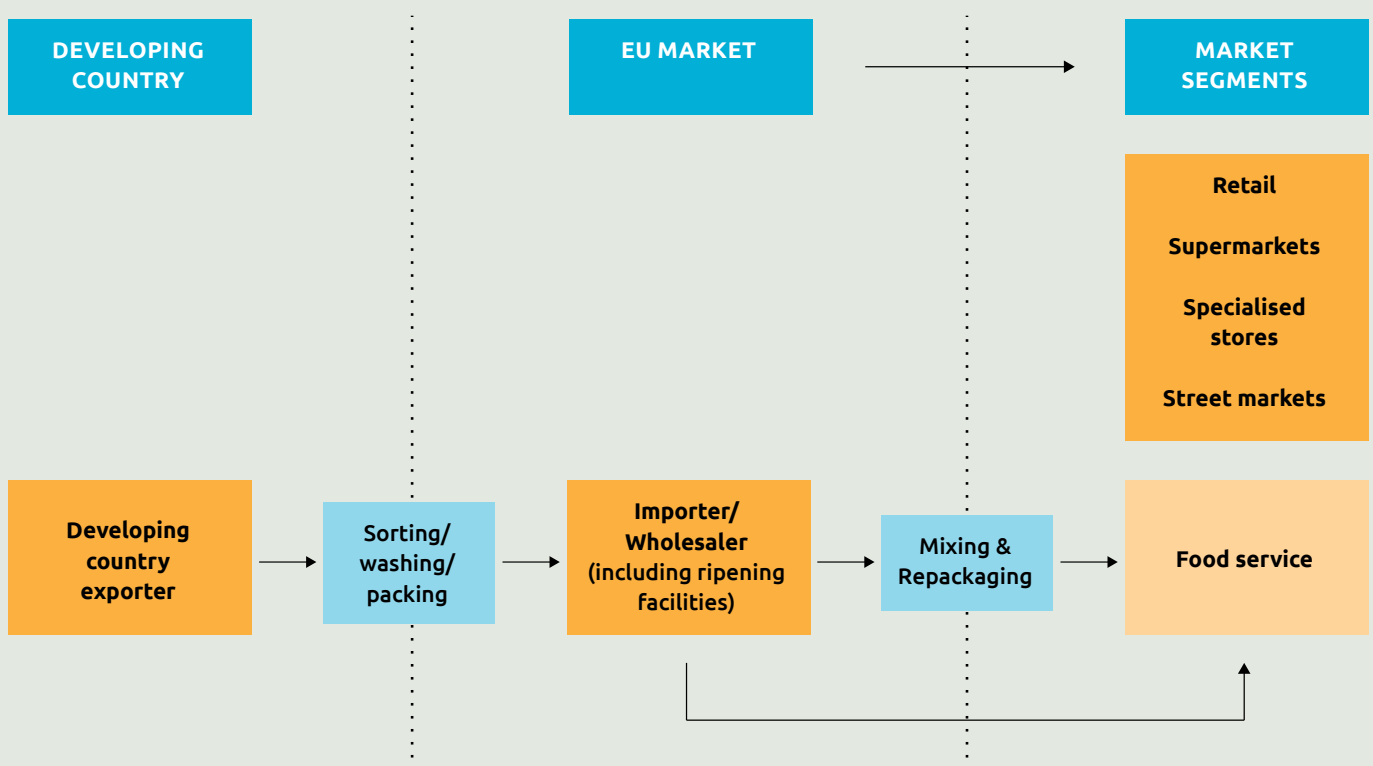 DEVELOPING
COUNTRY
EU MARKET
MARKET
SEGMENTS
Retail
Supermarkets
Specialised
stores
Street markets
Developing
country
exporter
Sorting/
washing/
packing
Importer/
Wholesaler
(including ripening
facilities)
Mixing &
Repackaging
Food service